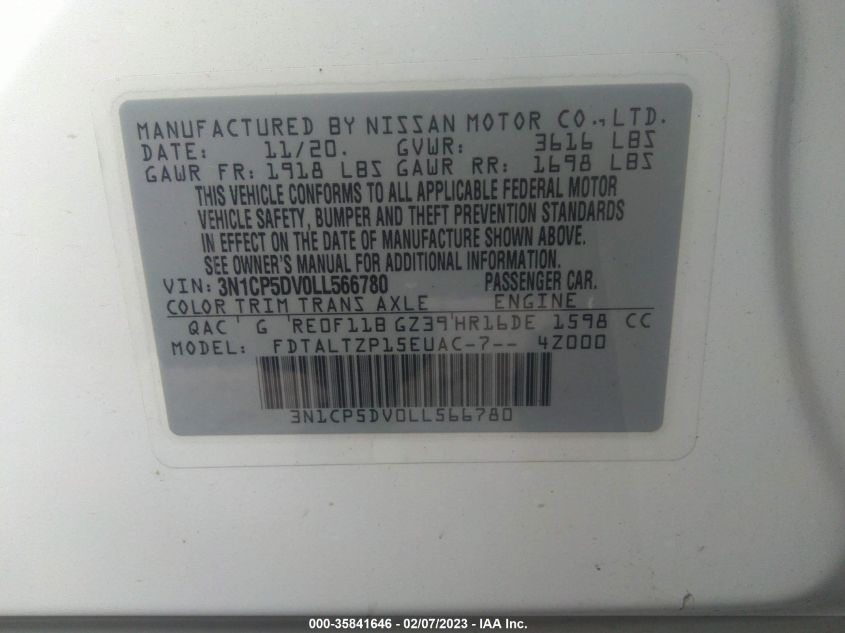 MANUFACTURED BY NISSAN MOTOR CO.,LTD.
DATE: 11/20. GVWR: 3616 LBS
GAWR FR: 1918 LBS GAWR RR: 1698 LBS
THIS VEHICLE CONFORMS TO ALL APPLICABLE FEDERAL MOTOR
VEHICLE SAFETY, BUMPER AND THEFT PREVENTION STANDARDS
IN EFFECT ON THE DATE OF MANUFACTURE SHOWN ABOVE.
SEE OWNER'S MANUAL FOR ADDITIONAL INFORMATION.
VIN: 3N1CP5DV0LL566780 PASSENGER CAR.
COLOR TRIM TRANS AXLE ENGINE
QAC G RE0F11B GZ39 HR16DE 1598 CC
MODEL: FDTALTZP15EUAC-7-- 4Z000
3N1CP5DV0LL566780
000-35841646 — 02/07/2023 — IAA Inc.